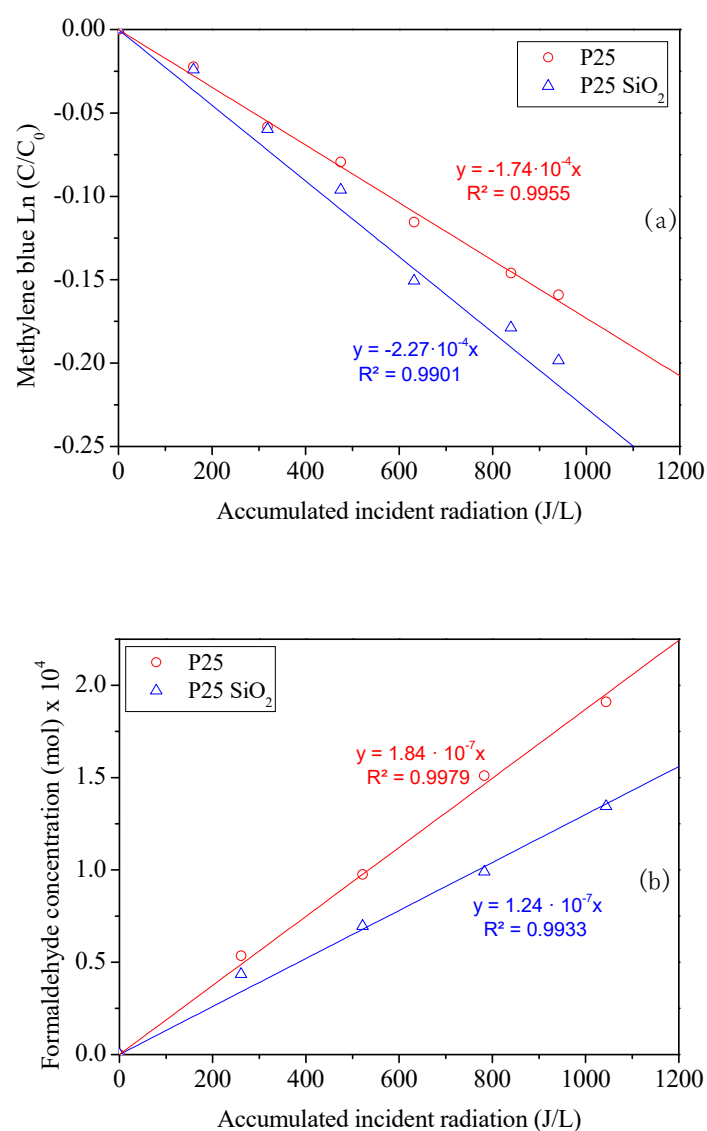 0.00
-0.05
-0.10
-0.15
-0.20
-0.25
Methylene blue Ln (C/C₀)
P25
P25 SiO₂
y = -1.74·10⁻⁴x
R² = 0.9955
(a)
y = -2.27·10⁻⁴x
R² = 0.9901
0 200 400 600 800 1000 1200
Accumulated incident radiation (J/L)
2.0
1.5
1.0
0.5
0.0
Formaldehyde concentration (mol) x 10⁴
P25
P25 SiO₂
y = 1.84 · 10⁻⁷x
R² = 0.9979
(b)
y = 1.24 · 10⁻⁷x
R² = 0.9933
0 200 400 600 800 1000 1200
Accumulated incident radiation (J/L)